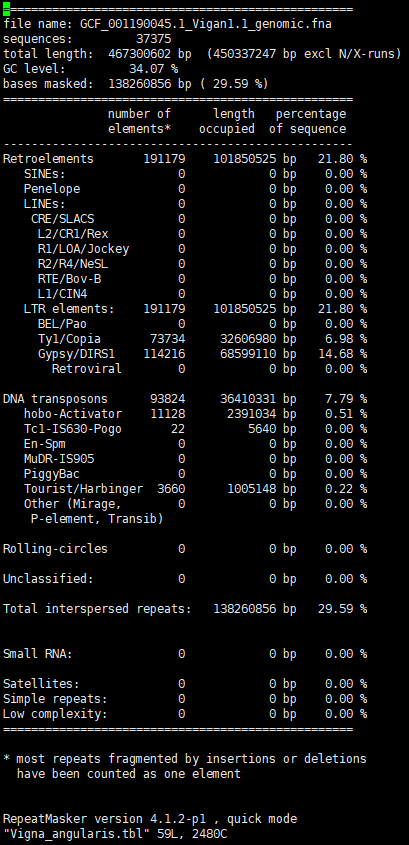 ==================================================
file name: GCF_001190045.1_Vigan1.1_genomic.fna
sequences:         37375
total length:  467300602 bp  (450337247 bp excl N/X-runs)
GC level:         34.07 %
bases masked:  138260856 bp ( 29.59 %)
==================================================
               number of      length   percentage
               elements*    occupied  of sequence
--------------------------------------------------
Retroelements       191179    101850525 bp   21.80 %
   SINEs:                0            0 bp    0.00 %
   Penelope              0            0 bp    0.00 %
   LINEs:                0            0 bp    0.00 %
    CRE/SLACS            0            0 bp    0.00 %
     L2/CR1/Rex          0            0 bp    0.00 %
     R1/LOA/Jockey       0            0 bp    0.00 %
     R2/R4/NeSL          0            0 bp    0.00 %
     RTE/Bov-B           0            0 bp    0.00 %
     L1/CIN4             0            0 bp    0.00 %
   LTR elements:    191179    101850525 bp   21.80 %
     BEL/Pao             0            0 bp    0.00 %
     Ty1/Copia       73734     32606980 bp    6.98 %
     Gypsy/DIRS1    114216     68599110 bp   14.68 %
       Retroviral        0            0 bp    0.00 %
DNA transposons      93824     36410331 bp    7.79 %
   hobo-Activator    11128      2391034 bp    0.51 %
   Tc1-IS630-Pogo       22         5640 bp    0.00 %
   En-Spm                0            0 bp    0.00 %
   MuDR-IS905            0            0 bp    0.00 %
   PiggyBac              0            0 bp    0.00 %
   Tourist/Harbinger  3660      1005148 bp    0.22 %
   Other (Mirage,        0            0 bp    0.00 %
    P-element, Transib)
Rolling-circles          0            0 bp    0.00 %
Unclassified:            0            0 bp    0.00 %
Total interspersed repeats:   138260856 bp   29.59 %
Small RNA:               0            0 bp    0.00 %
Satellites:              0            0 bp    0.00 %
Simple repeats:          0            0 bp    0.00 %
Low complexity:          0            0 bp    0.00 %
==================================================
* most repeats fragmented by insertions or deletions
  have been counted as one element
RepeatMasker version 4.1.2-p1 , quick mode
"Vigna_angularis.tbl" 59L, 2480C